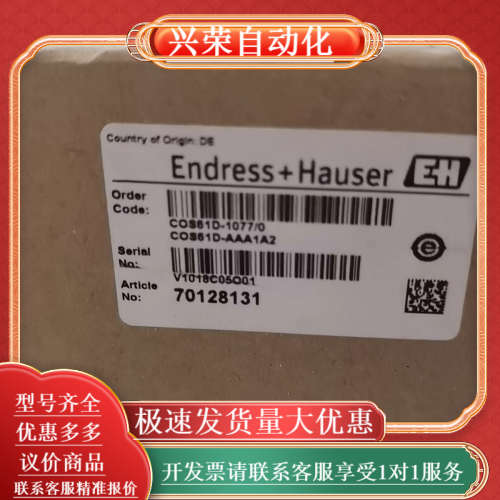 兴荣自动化
Country of Origin: DE
Endress+Hauser EH
Order
Code:
COS61D-1077/0
COS61D-AAA1A2
Serial
No:
V1018C05O01
Article
No:
70128131
型号齐全
优惠多多
议价商品
联系客服精准报价
极速发货量大优惠
开发票请联系客服享受1对1服务